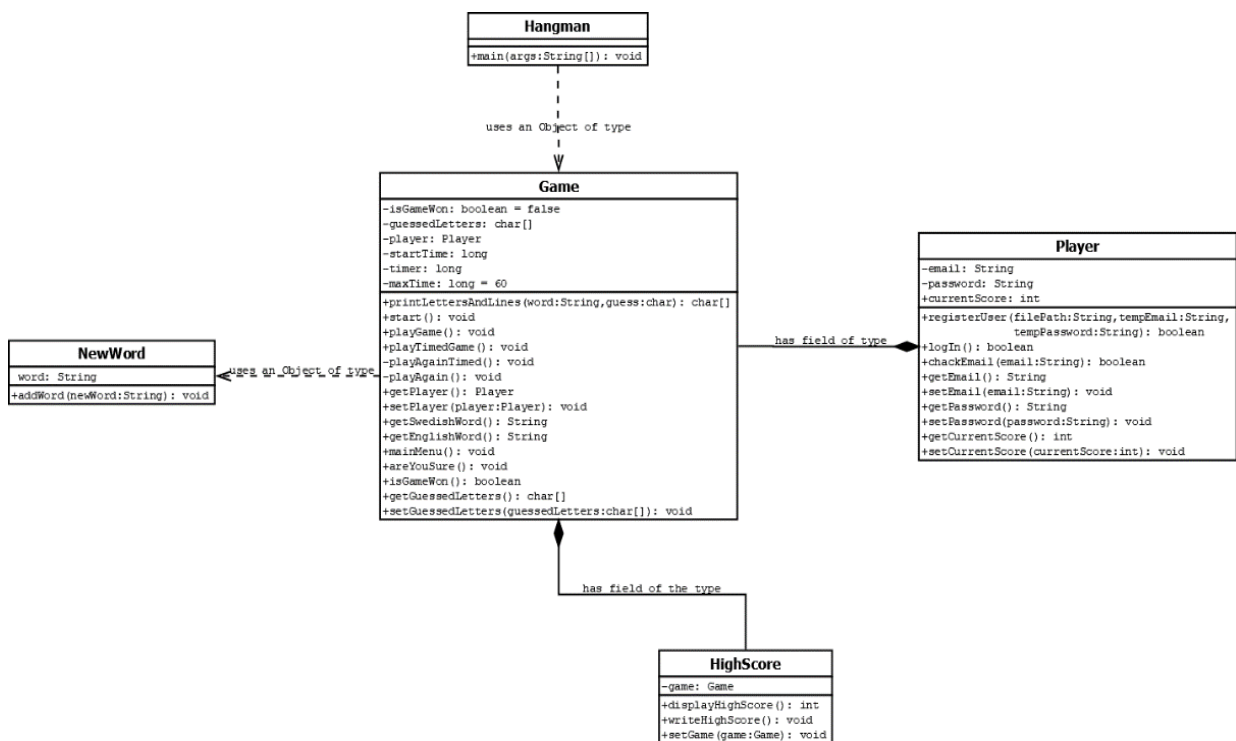 Hangman
+main(args:String[]): void
uses an Object of type
Game
-isGameWon: boolean = false
-guessedLetters: char[]
-player: Player
-startTime: long
-timer: long
-maxTime: long = 60
+printLettersAndLines(word:String,guess:char): char[]
+start(): void
+playGame(): void
+playTimedGame(): void
-playAgainTimed(): void
-playAgain(): void
+getPlayer(): Player
+setPlayer(player:Player): void
+getSwedishWord(): String
+getEnglishWord(): String
+mainMenu(): void
+areYouSure(): void
+isGameWon(): boolean
+getGuessedLetters(): char[]
+setGuessedLetters(guessedLetters:char[]): void
NewWord
word: String
+addWord(newWord:String): void
uses an Object of type
has field of type
Player
-email: String
-password: String
+currentScore: int
+registerUser(filePath:String,tempEmail:String,
tempPassword:String): boolean
+logIn(): boolean
+chackEmail(email:String): boolean
+getEmail(): String
+setEmail(email:String): void
+getPassword(): String
+setPassword(password:String): void
+getCurrentScore(): int
+setCurrentScore(currentScore:int): void
has field of the type
HighScore
-game: Game
+displayHighScore(): int
+writeHighScore(): void
+setGame(game:Game): void